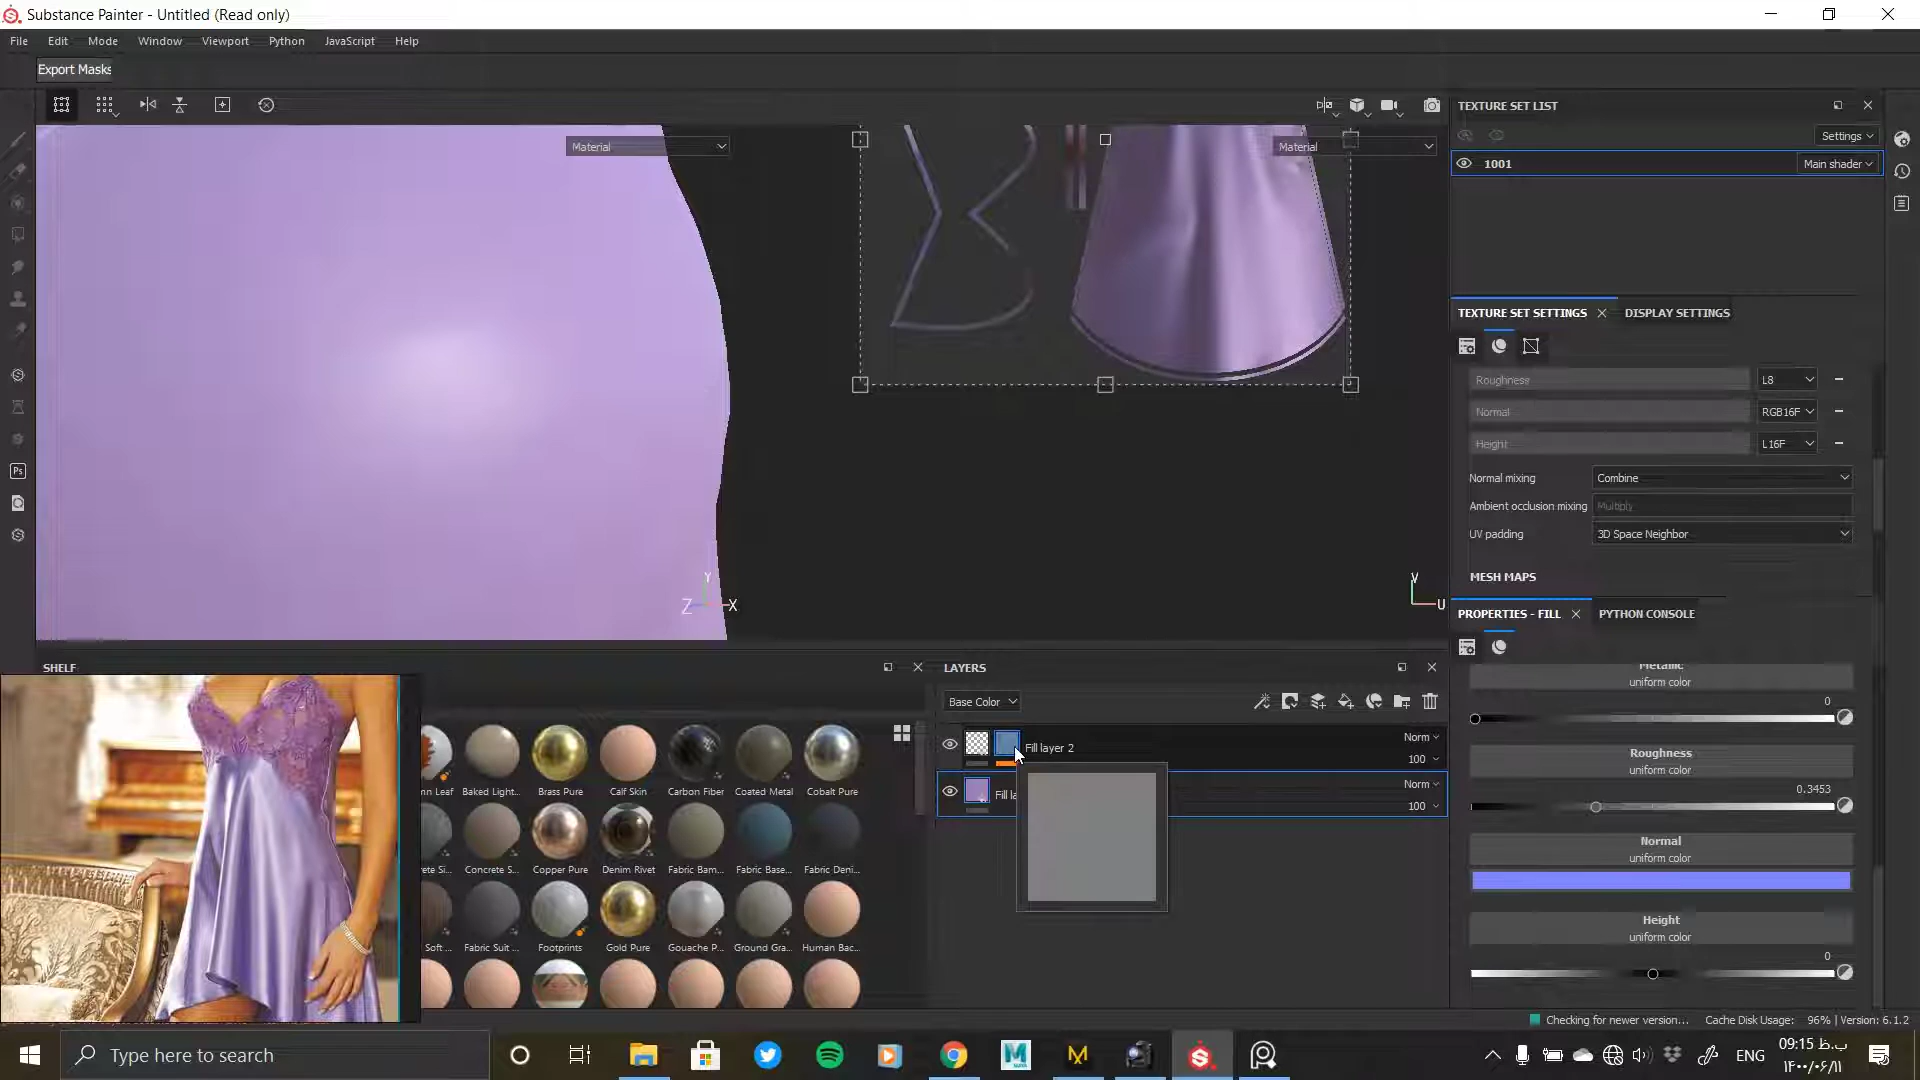 Substance Painter - Untitled (Read only)
File Edit Mode Window Viewport Python JavaScript Help
Export Masks
Material
Material
TEXTURE SET LIST
Settings
1001
Main shader
TEXTURE SET SETTINGS
DISPLAY SETTINGS
Roughness
L8
Normal
RGB16F
Height
L16F
Normal mixing
Combine
Ambient occlusion mixing
Multiply
UV padding
3D Space Neighbor
MESH MAPS
Y
Z
X
V
U
PROPERTIES - FILL
PYTHON CONSOLE
Metallic
uniform color
0
Roughness
uniform color
0.3453
Normal
uniform color
Height
uniform color
0
SHELF
Baked Light...
Brass Pure
Calf Skin
Carbon Fiber
Coated Metal
Cobalt Pure
Concrete S...
Copper Pure
Denim Rivet
Fabric Bam...
Fabric Base...
Fabric Deni...
Fabric Suit ...
Footprints
Gold Pure
Gouache P...
Ground Gra...
Human Bac...
LAYERS
Base Color
Fill layer 2
Norm
100
Norm
100
Ps
Checking for newer version...
Cache Disk Usage: 96% | Version: 6.1.2
Type here to search
ENG
09:15 ب.ظ
۱۴۰۰/۰۶/۱۱